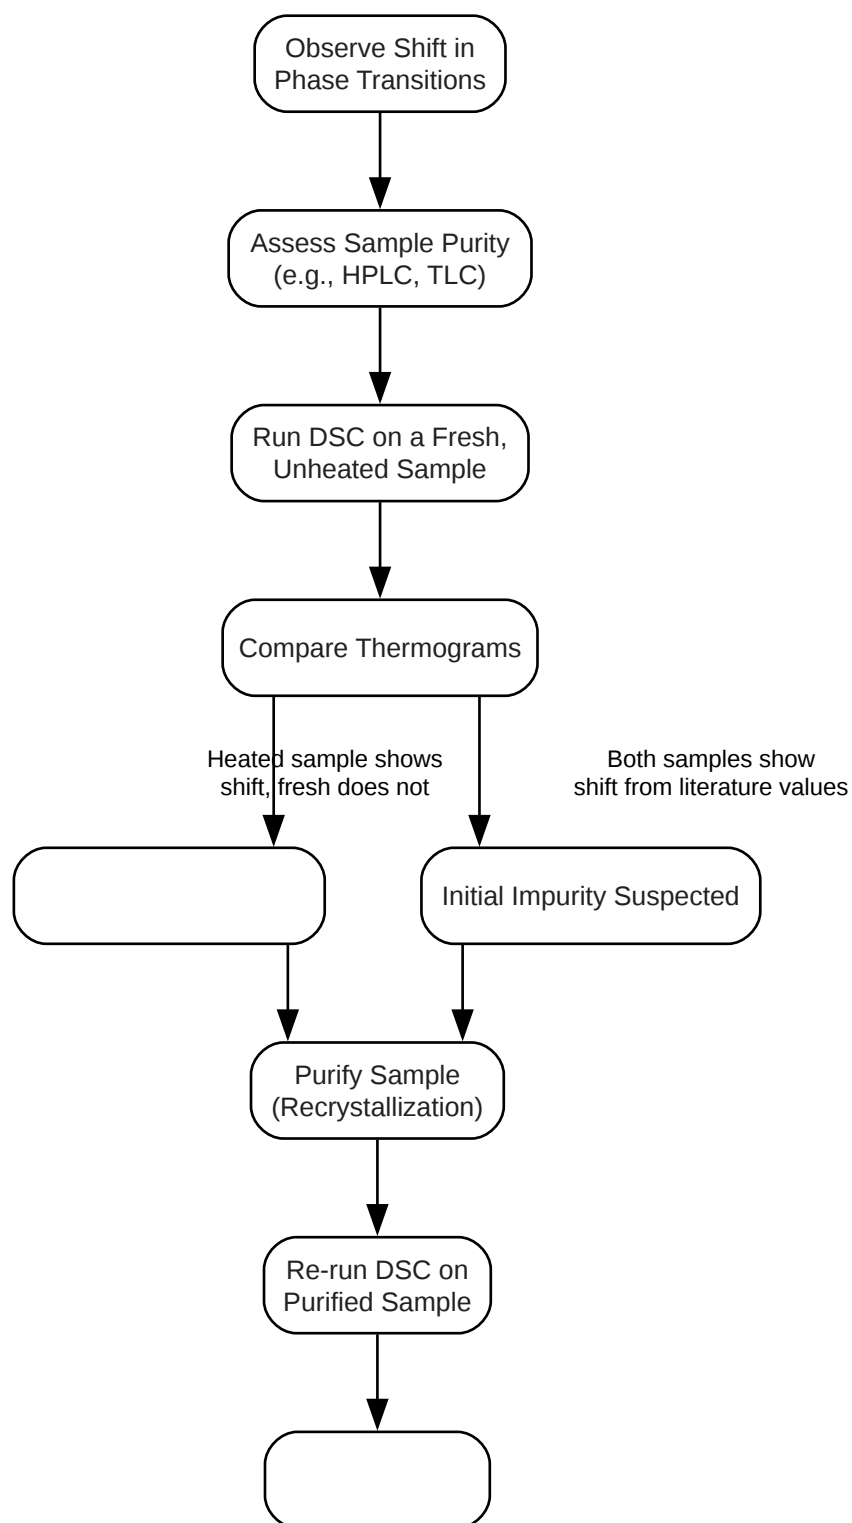 Observe Shift in
Phase Transitions
Assess Sample Purity
(e.g., HPLC, TLC)
Run DSC on a Fresh,
Unheated Sample
Compare Thermograms
Heated sample shows
shift, fresh does not
Both samples show
shift from literature values
Initial Impurity Suspected
Purify Sample
(Recrystallization)
Re-run DSC on
Purified Sample